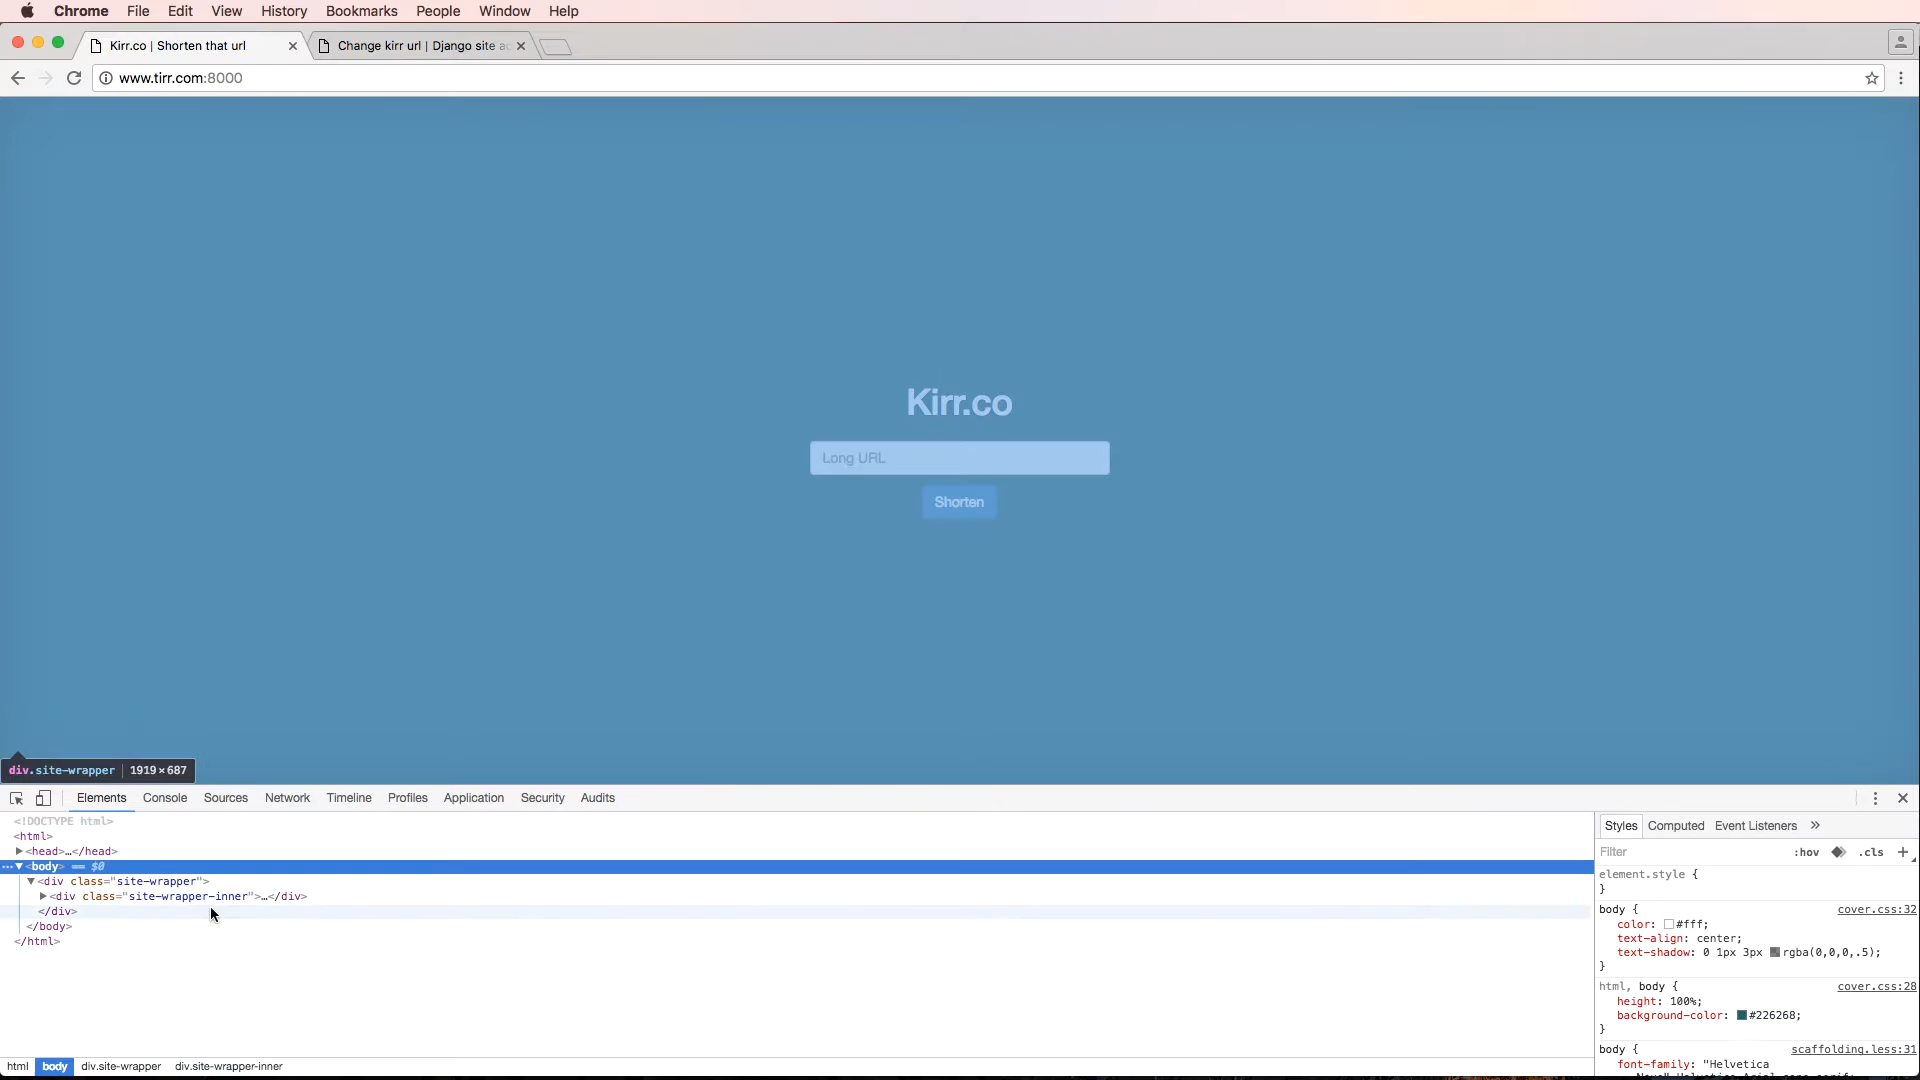 Chrome File Edit View History Bookmarks People Window Help
Kirr.co | Shorten that url
Change kirr url | Django site a
www.tirr.com:8000
Kirr.co
Long URL
Shorten
div.site-wrapper 1919×687
Elements Console Sources Network Timeline Profiles Application Security Audits
<!DOCTYPE html>
<html>
<head>…</head>
<body> == $0
<div class="site-wrapper">
<div class="site-wrapper-inner">…</div>
</div>
</body>
</html>
html body div.site-wrapper div.site-wrapper-inner
Styles Computed Event Listeners »
Filter :hov .cls +
element.style {
}
body { cover.css:32
color: #fff;
text-align: center;
text-shadow: 0 1px 3px rgba(0,0,0,.5);
}
html, body { cover.css:28
height: 100%;
background-color: #226268;
}
body { scaffolding.less:31
font-family: "Helvetica